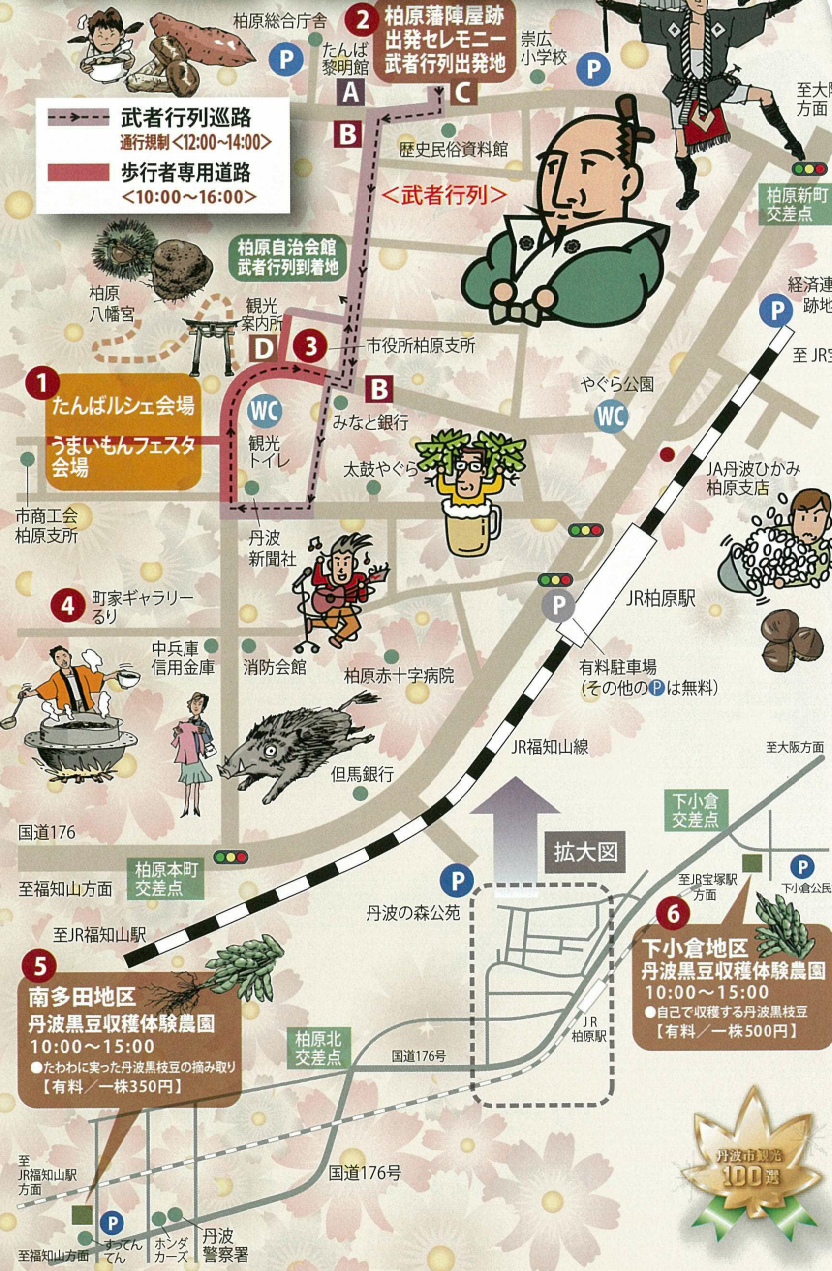 柏原総合庁舎
P
たんば
黎明館
2
柏原藩陣屋跡
出発セレモニー
武者行列出発地
崇広
小学校
P
至大阪
方面
A
C
B
武者行列巡路
通行規制<12:00～14:00>
歩行者専用道路
<10:00～16:00>
歴史民俗資料館
<武者行列>
柏原新町
交差点
柏原自治会館
武者行列到着地
柏原
八幡宮
観光
案内所
D
3
市役所柏原支所
経済連
跡地
P
至JR宝
1
たんばルシェ会場
うまいもんフェスタ
会場
WC
観光
トイレ
B
みなと銀行
やぐら公園
WC
太鼓やぐら
JA丹波ひかみ
柏原支店
市商工会
柏原支所
丹波
新聞社
4
町家ギャラリー
るり
P
JR柏原駅
中兵庫
信用金庫
消防会館
柏原赤十字病院
有料駐車場
(その他のPは無料)
JR福知山線
至大阪方面
但馬銀行
下小倉
交差点
国道176
拡大図
至福知山方面
柏原本町
交差点
P
丹波の森公苑
至JR宝塚駅
方面
P
下小倉公民
至JR福知山駅
6
下小倉地区
丹波黒豆収穫体験農園
10:00～15:00
●自己で収穫する丹波黒枝豆
【有料／一株500円】
5
南多田地区
丹波黒豆収穫体験農園
10:00～15:00
●たわわに実った丹波黒枝豆の摘み取り
【有料／一株350円】
柏原北
交差点
国道176号
JR
柏原駅
丹波市観光
100選
至
JR福知山駅
方面
国道176号
P
至福知山方面
すってん
てん
ホンダ
カーズ
丹波
警察署